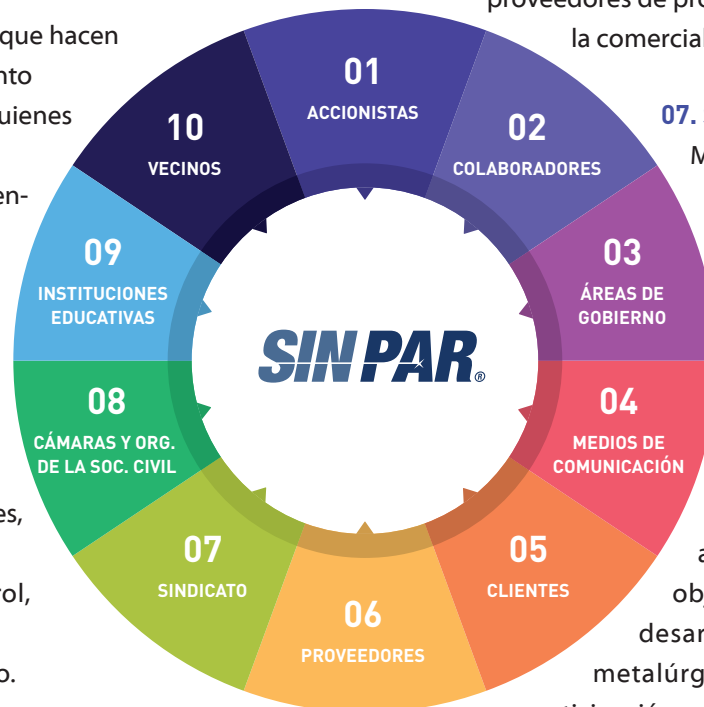 que hacen
nto
uienes
en-
es,
rol,
o.
proveedores de pro
la comercial
07.
M
01
ACCIONISTAS
02
COLABORADORES
03
ÁREAS DE
GOBIERNO
04
MEDIOS DE
COMUNICACIÓN
05
CLIENTES
06
PROVEEDORES
07
SINDICATO
08
CÁMARAS Y ORG.
DE LA SOC. CIVIL
09
INSTITUCIONES
EDUCATIVAS
10
VECINOS
SIN PAR®
obj
desar
metalúrg